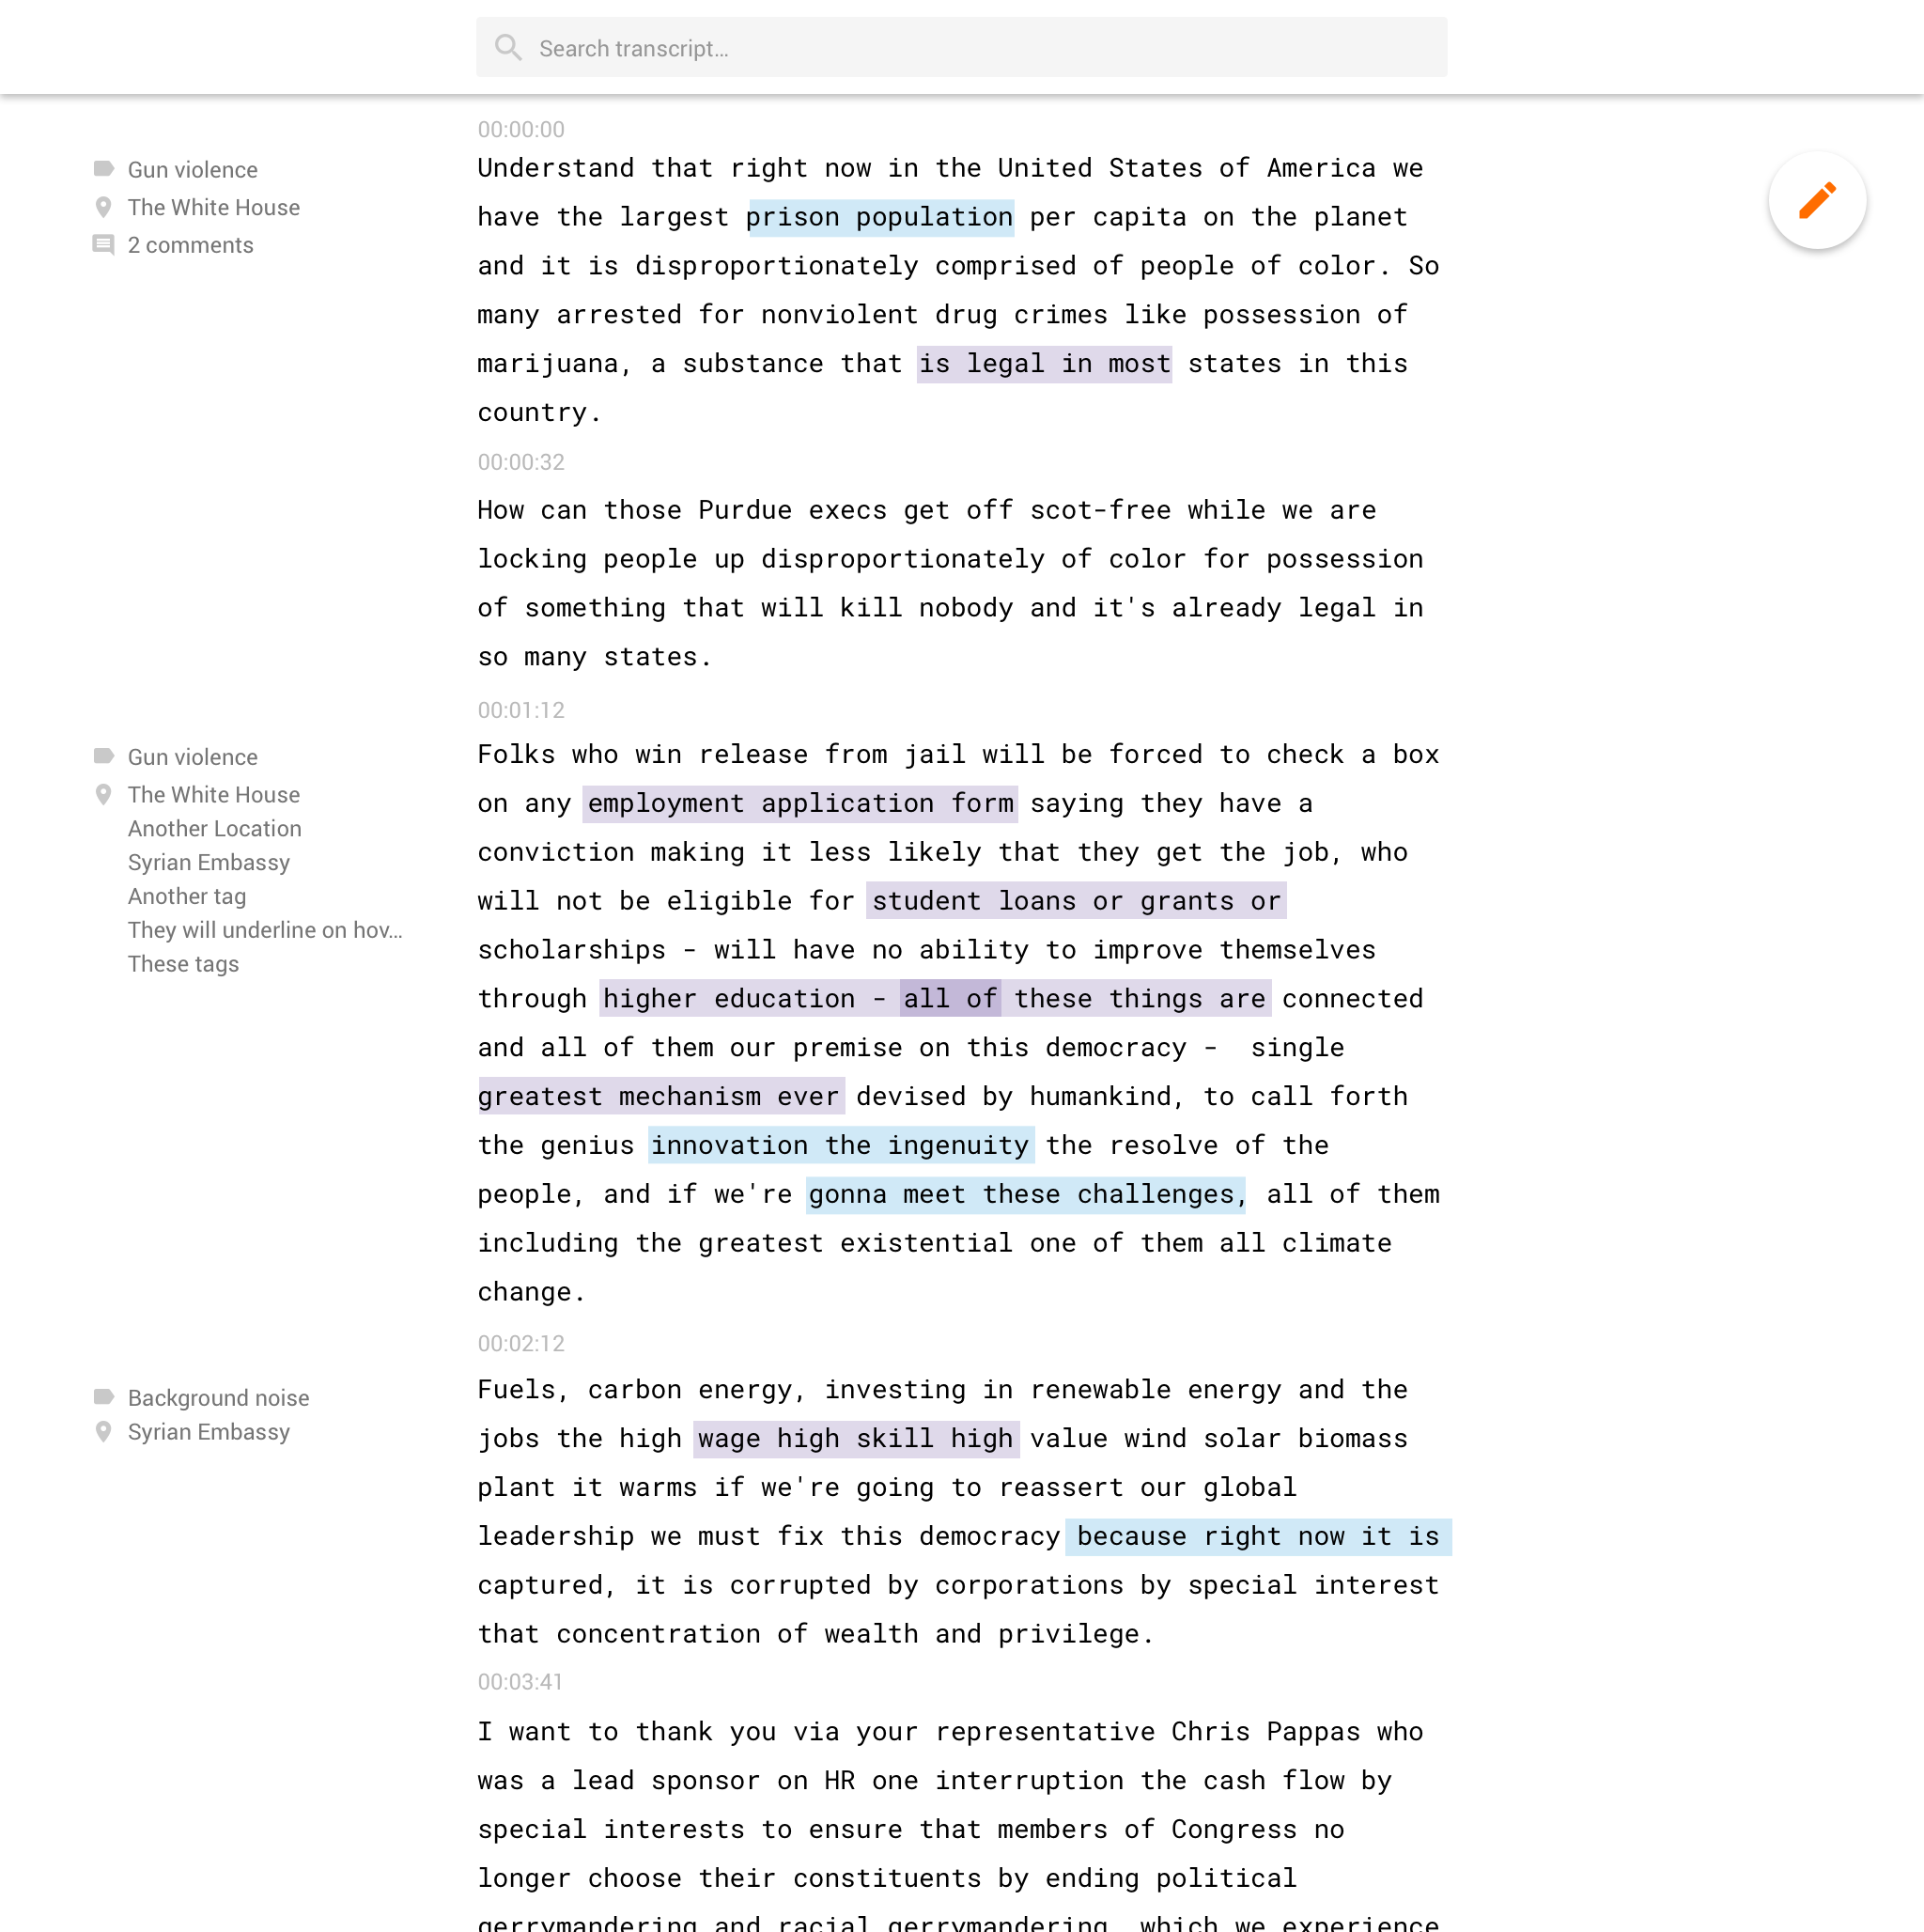 Search transcript…
00:00:00
Gun violence
The White House
2 comments
Understand that right now in the United States of America we
have the largest prison population per capita on the planet
and it is disproportionately comprised of people of color. So
many arrested for nonviolent drug crimes like possession of
marijuana, a substance that is legal in most states in this
country.
00:00:32
How can those Purdue execs get off scot-free while we are
locking people up disproportionately of color for possession
of something that will kill nobody and it's already legal in
so many states.
00:01:12
Gun violence
The White House
Another Location
Syrian Embassy
Another tag
They will underline on hov…
These tags
Folks who win release from jail will be forced to check a box
on any employment application form saying they have a
conviction making it less likely that they get the job, who
will not be eligible for student loans or grants or
scholarships - will have no ability to improve themselves
through higher education - all of these things are connected
and all of them our premise on this democracy -  single
greatest mechanism ever devised by humankind, to call forth
the genius innovation the ingenuity the resolve of the
people, and if we're gonna meet these challenges, all of them
including the greatest existential one of them all climate
change.
00:02:12
Background noise
Syrian Embassy
Fuels, carbon energy, investing in renewable energy and the
jobs the high wage high skill high value wind solar biomass
plant it warms if we're going to reassert our global
leadership we must fix this democracy because right now it is
captured, it is corrupted by corporations by special interest
that concentration of wealth and privilege.
00:03:41
I want to thank you via your representative Chris Pappas who
was a lead sponsor on HR one interruption the cash flow by
special interests to ensure that members of Congress no
longer choose their constituents by ending political
gerrymandering and racial gerrymandering, which we experience